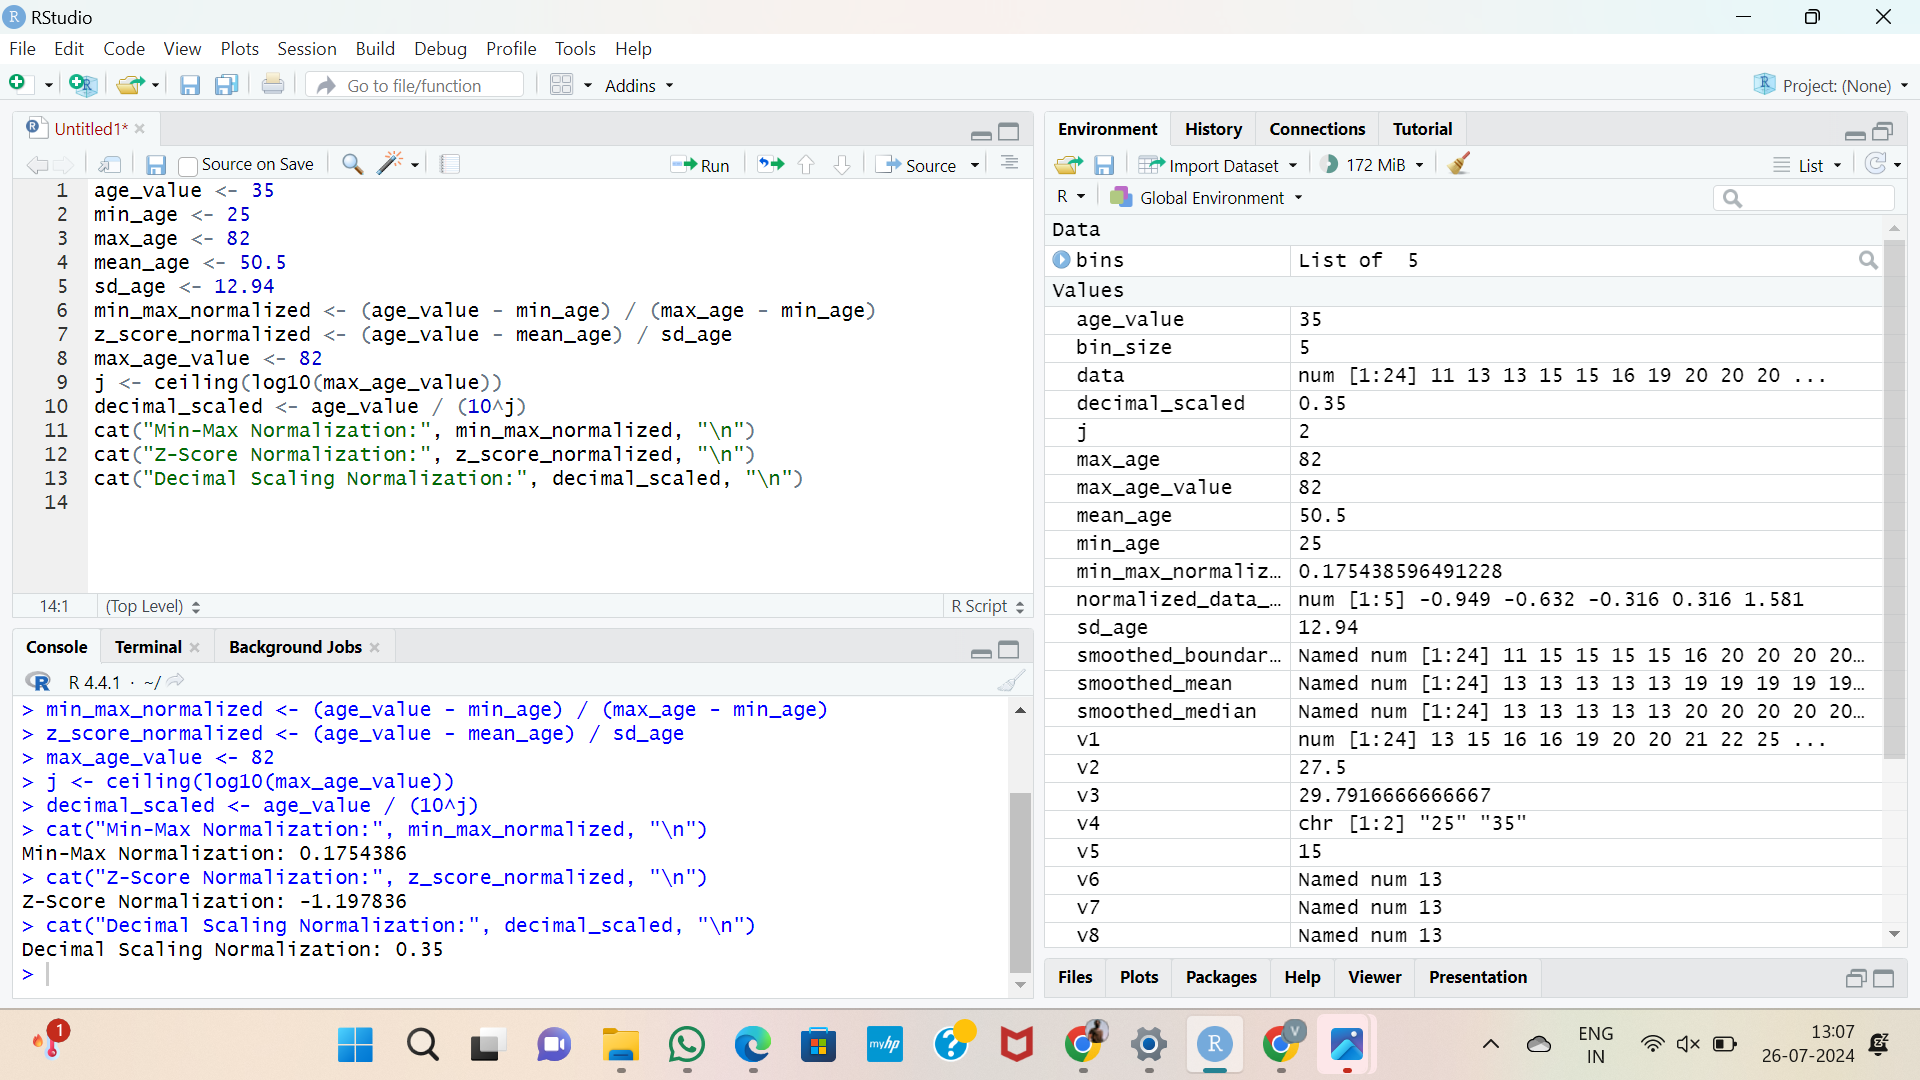 RStudio
File Edit Code View Plots Session Build Debug Profile Tools Help
Go to file/function Addins Project: (None)
Untitled1*
Source on Save Run Source
1 age_value <- 35
2 min_age <- 25
3 max_age <- 82
4 mean_age <- 50.5
5 sd_age <- 12.94
6 min_max_normalized <- (age_value - min_age) / (max_age - min_age)
7 z_score_normalized <- (age_value - mean_age) / sd_age
8 max_age_value <- 82
9 j <- ceiling(log10(max_age_value))
10 decimal_scaled <- age_value / (10^j)
11 cat("Min-Max Normalization:", min_max_normalized, "\n")
12 cat("Z-Score Normalization:", z_score_normalized, "\n")
13 cat("Decimal Scaling Normalization:", decimal_scaled, "\n")
14
14:1 (Top Level) R Script
Console Terminal Background Jobs
R 4.4.1 · ~/
> min_max_normalized <- (age_value - min_age) / (max_age - min_age)
> z_score_normalized <- (age_value - mean_age) / sd_age
> max_age_value <- 82
> j <- ceiling(log10(max_age_value))
> decimal_scaled <- age_value / (10^j)
> cat("Min-Max Normalization:", min_max_normalized, "\n")
Min-Max Normalization: 0.1754386
> cat("Z-Score Normalization:", z_score_normalized, "\n")
Z-Score Normalization: -1.197836
> cat("Decimal Scaling Normalization:", decimal_scaled, "\n")
Decimal Scaling Normalization: 0.35
>
Environment History Connections Tutorial
Import Dataset 172 MiB List
R Global Environment
Data
bins List of 5
Values
age_value 35
bin_size 5
data num [1:24] 11 13 13 15 15 16 19 20 20 20 ...
decimal_scaled 0.35
j 2
max_age 82
max_age_value 82
mean_age 50.5
min_age 25
min_max_normaliz… 0.175438596491228
normalized_data_… num [1:5] -0.949 -0.632 -0.316 0.316 1.581
sd_age 12.94
smoothed_boundar… Named num [1:24] 11 15 15 15 15 16 20 20 20 20…
smoothed_mean Named num [1:24] 13 13 13 13 13 19 19 19 19 19…
smoothed_median Named num [1:24] 13 13 13 13 13 20 20 20 20 20…
v1 num [1:24] 13 15 16 16 19 20 20 21 22 25 ...
v2 27.5
v3 29.7916666666667
v4 chr [1:2] "25" "35"
v5 15
v6 Named num 13
v7 Named num 13
v8 Named num 13
Files Plots Packages Help Viewer Presentation
1
myhp
R
V
ENG
IN
13:07
26-07-2024